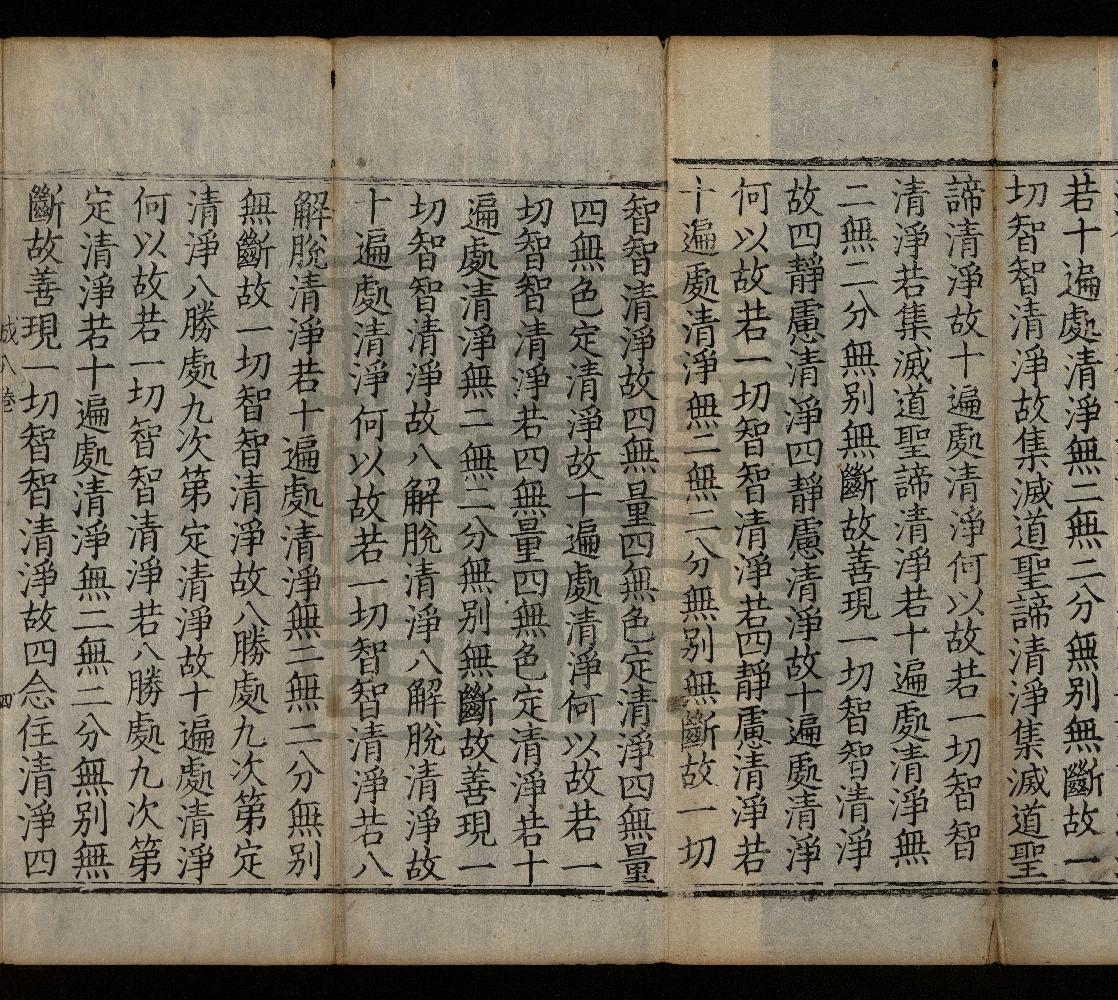 若十遍處清淨無二無二分無别無斷故一
切智智清淨故集滅道聖諦清淨集滅道聖
諦清淨故十遍處清淨何以故若一切智智
清淨若集滅道聖諦清淨若十遍處清淨無
二無二分無别無斷故善現一切智智清淨
故四靜慮清淨四靜慮清淨故十遍處清淨
何以故若一切智智清淨若四靜慮清淨若
十遍處清淨無二無二分無别無斷故一切
智智清淨故四無量四無色定清淨四無量
四無色定清淨故十遍處清淨何以故若一
切智智清淨若四無量四無色定清淨若十
遍處清淨無二無二分無别無斷故善現一
切智智清淨故八解脫清淨八解脫清淨故
十遍處清淨何以故若一切智智清淨若八
解脫清淨若十遍處清淨無二無二分無别
無斷故一切智智清淨故八勝處九次第定
清淨八勝處九次第定清淨故十遍處清淨
何以故若一切智智清淨若八勝處九次第
定清淨若十遍處清淨無二無二分無别無
斷故善現一切智智清淨故四念住清淨四
八卷 四